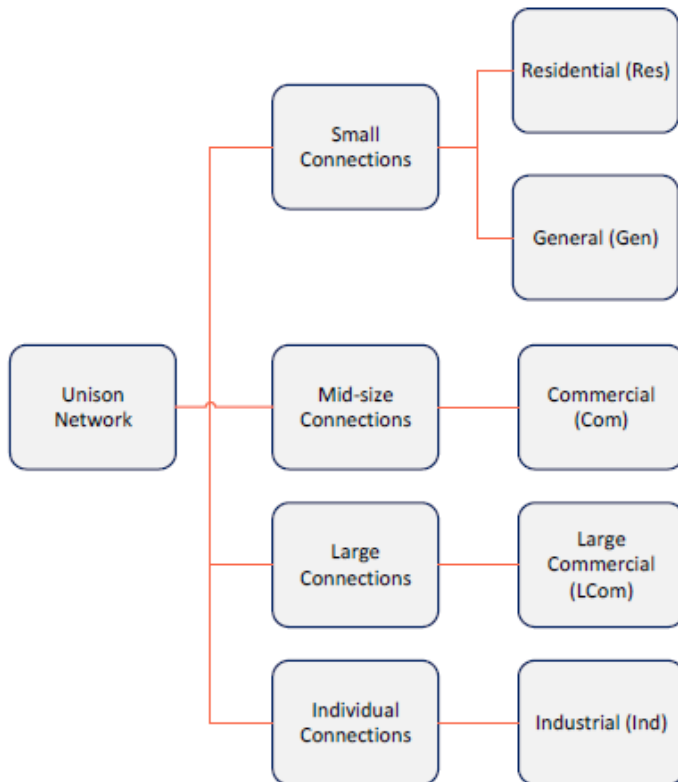 Residential (Res)
Small
Connections
General (Gen)
Unison
Network
Mid-size
Connections
Commercial
(Com)
Large
Connections
Large
Commercial
(LCom)
Individual
Connections
Industrial (Ind)